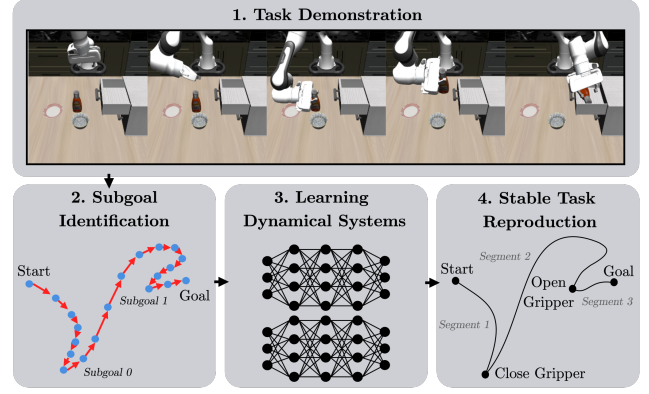 1. Task Demonstration
2. Subgoal
Identification
Start
Subgoal 1
Goal
Subgoal 0
3. Learning
Dynamical Systems
4. Stable Task
Reproduction
Segment 2
Start
Open
Gripper
Goal
Segment 3
Segment 1
Close Gripper